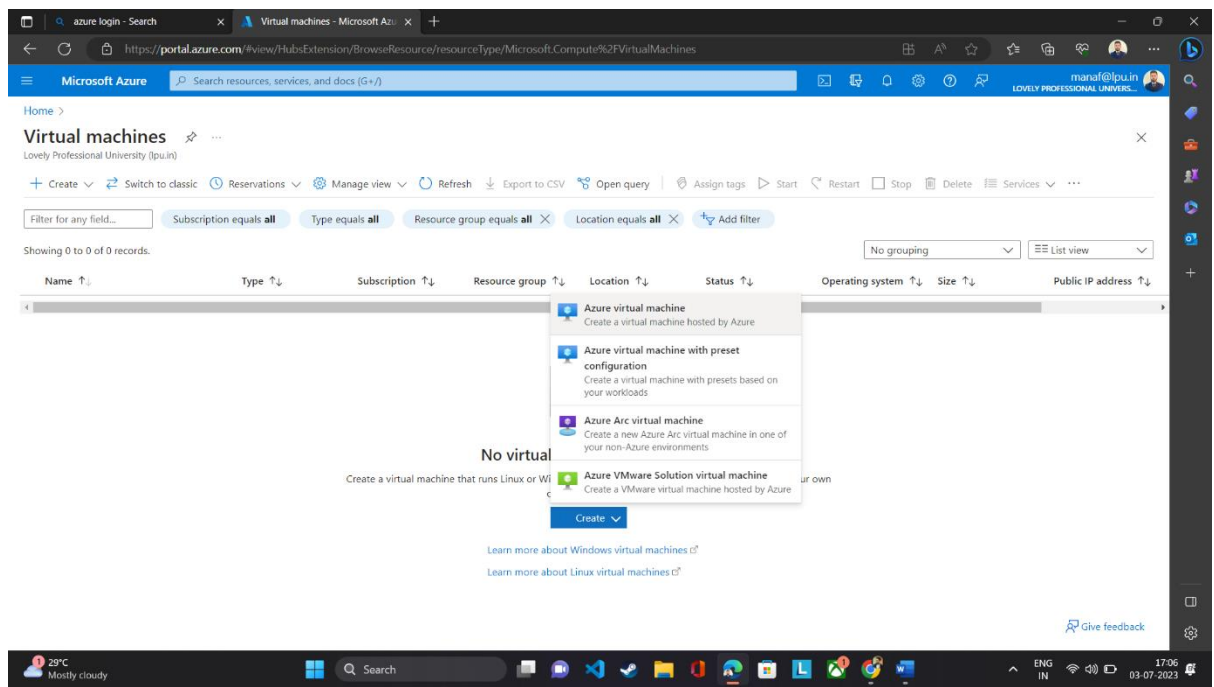 azure login - Search
Virtual machines - Microsoft Azu
https://portal.azure.com/#view/HubsExtension/BrowseResource/resourceType/Microsoft.Compute%2FVirtualMachines
Microsoft Azure
Search resources, services, and docs (G+/)
manaf@lpu.in
LOVELY PROFESSIONAL UNIVERS...
Home >
Virtual machines
Lovely Professional University (lpu.in)
Create Switch to classic Reservations Manage view Refresh Export to CSV Open query Assign tags Start Restart Stop Delete Services
Filter for any field... Subscription equals all Type equals all Resource group equals all Location equals all Add filter
Showing 0 to 0 of 0 records. No grouping List view
Name Type Subscription Resource group Location Status Operating system Size Public IP address
Azure virtual machine
Create a virtual machine hosted by Azure
Azure virtual machine with preset
configuration
Create a virtual machine with presets based on
your workloads
Azure Arc virtual machine
Create a new Azure Arc virtual machine in one of
your non-Azure environments
Azure VMware Solution virtual machine
Create a VMware virtual machine hosted by Azure
No virtual
Create a virtual machine that runs Linux or Wi
ur own
Create
Learn more about Windows virtual machines
Learn more about Linux virtual machines
Give feedback
1
29°C
Mostly cloudy
Search
ENG
IN
17:06
03-07-2023